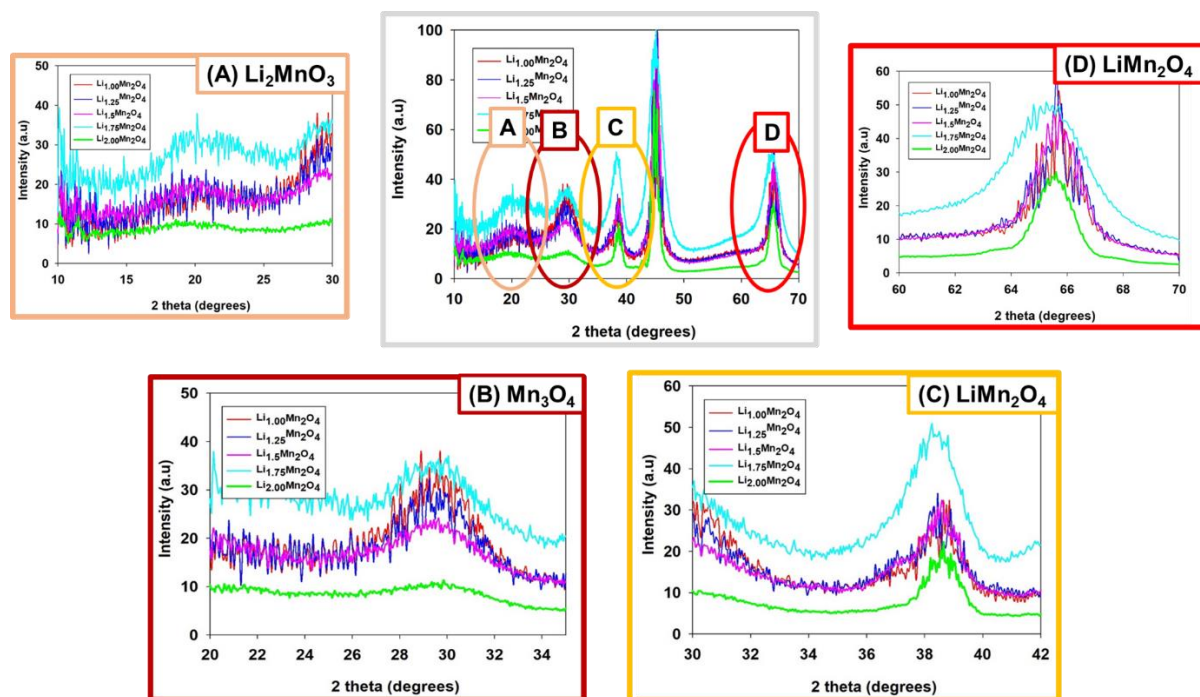 (A) Li₂MnO₃
Intensity (a.u)
50
40
30
20
10
0
Li1.00Mn2O4
Li1.25Mn2O4
Li1.5Mn2O4
Li1.75Mn2O4
Li2.00Mn2O4
10 15 20 25 30
2 theta (degrees)
Intensity (a.u)
100
80
60
40
20
0
Li1.00Mn2O4
Li1.25Mn2O4
Li1.5Mn2O4
75Mn2O4
A
B
C
D
10 20 30 40 50 60 70
2 theta (degrees)
(D) LiMn₂O₄
Intensity (a.u)
60
50
40
30
20
10
0
Li1.00Mn2O4
Li1.25Mn2O4
Li1.5Mn2O4
Li1.75Mn2O4
Li2.00Mn2O4
60 62 64 66 68 70
2 theta (degrees)
(B) Mn₃O₄
Intensity (a.u)
50
40
30
20
10
0
Li1.00Mn2O4
Li1.25Mn2O4
Li1.5Mn2O4
Li1.75Mn2O4
Li2.00Mn2O4
20 22 24 26 28 30 32 34
2 theta (degrees)
(C) LiMn₂O₄
Intensity (a.u)
60
50
40
30
20
10
0
Li1.00Mn2O4
Li1.25Mn2O4
Li1.5Mn2O4
Li1.75Mn2O4
Li2.00Mn2O4
30 32 34 36 38 40 42
2 theta (degrees)